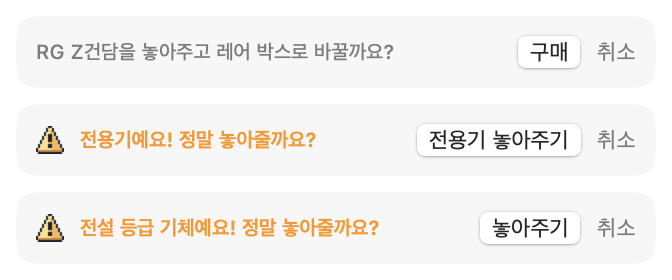 RG Z건담을 놓아주고 레어 박스로 바꿀까요? 구매 취소
전용기예요! 정말 놓아줄까요? 전용기 놓아주기 취소
전설 등급 기체예요! 정말 놓아줄까요? 놓아주기 취소